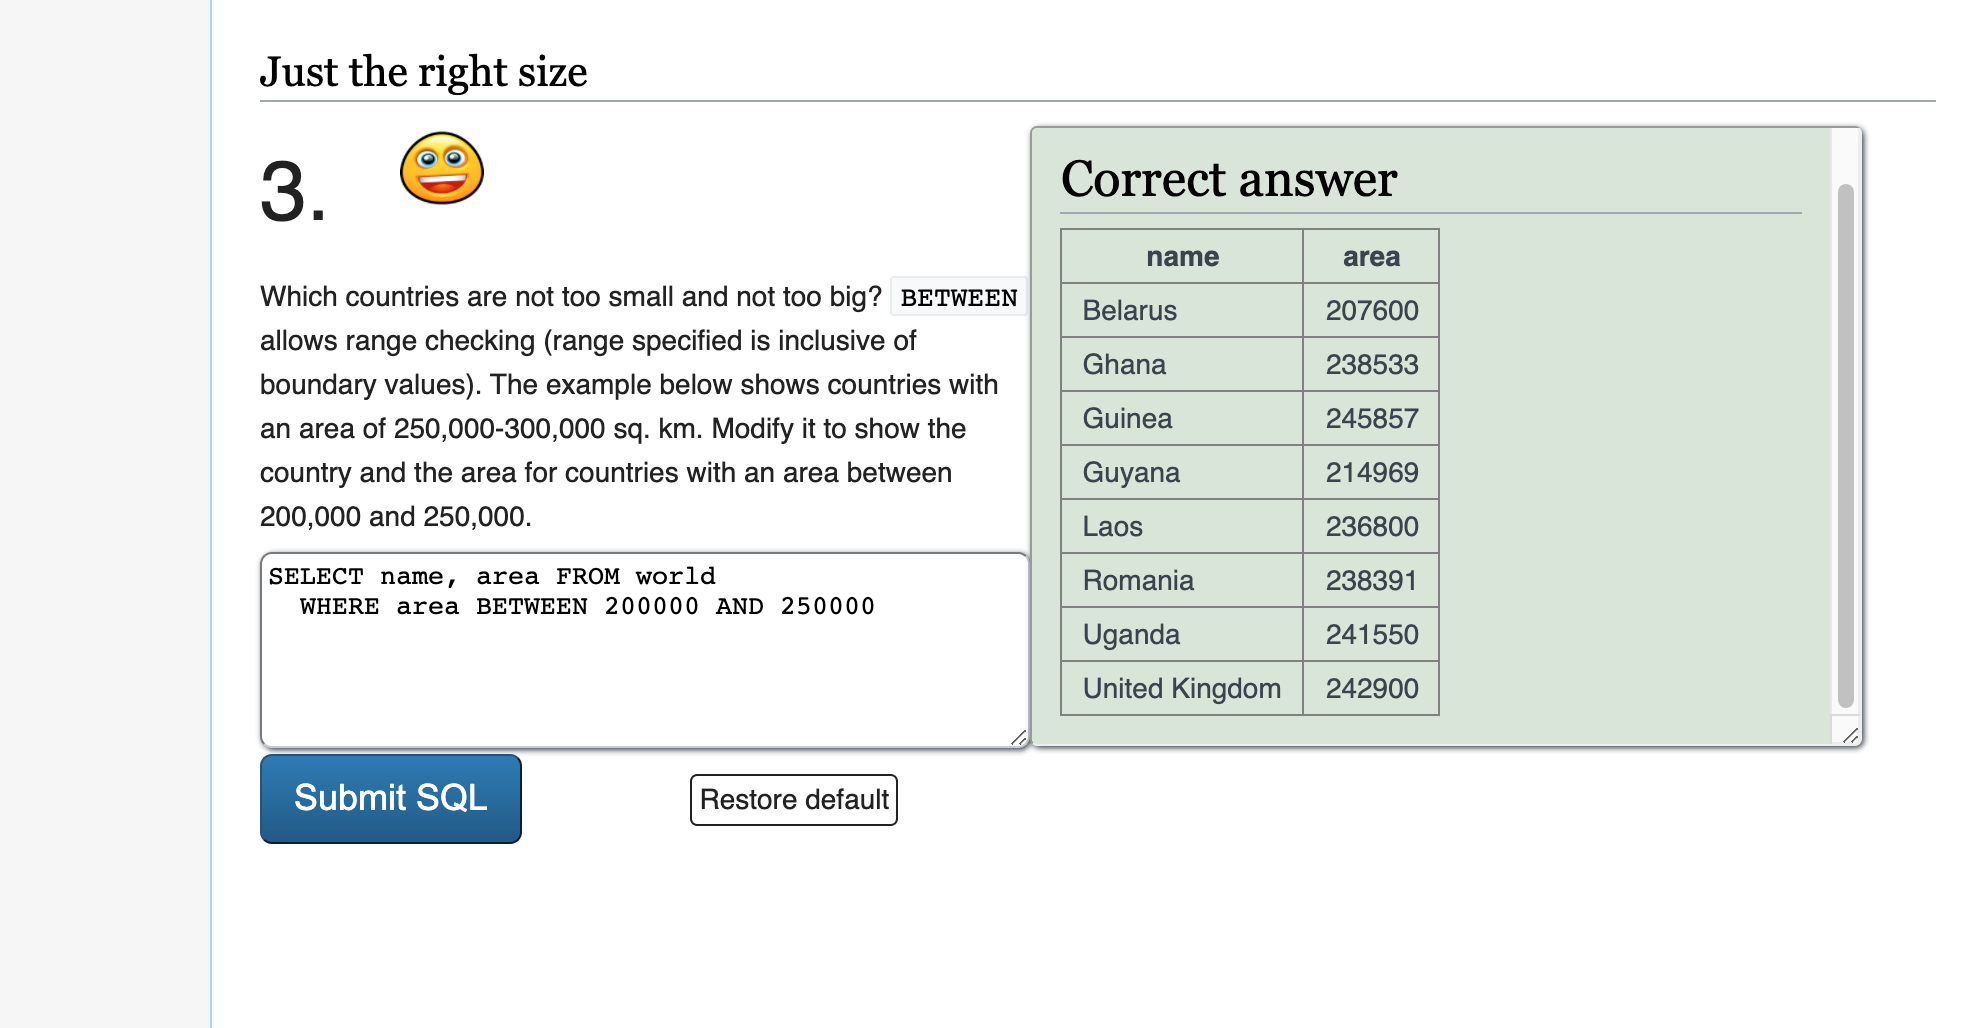 Just the right size
3.
Which countries are not too small and not too big? BETWEEN
allows range checking (range specified is inclusive of
boundary values). The example below shows countries with
an area of 250,000-300,000 sq. km. Modify it to show the
country and the area for countries with an area between
200,000 and 250,000.
SELECT name, area FROM world
  WHERE area BETWEEN 200000 AND 250000
Submit SQL
Restore default
Correct answer
name area
Belarus 207600
Ghana 238533
Guinea 245857
Guyana 214969
Laos 236800
Romania 238391
Uganda 241550
United Kingdom 242900